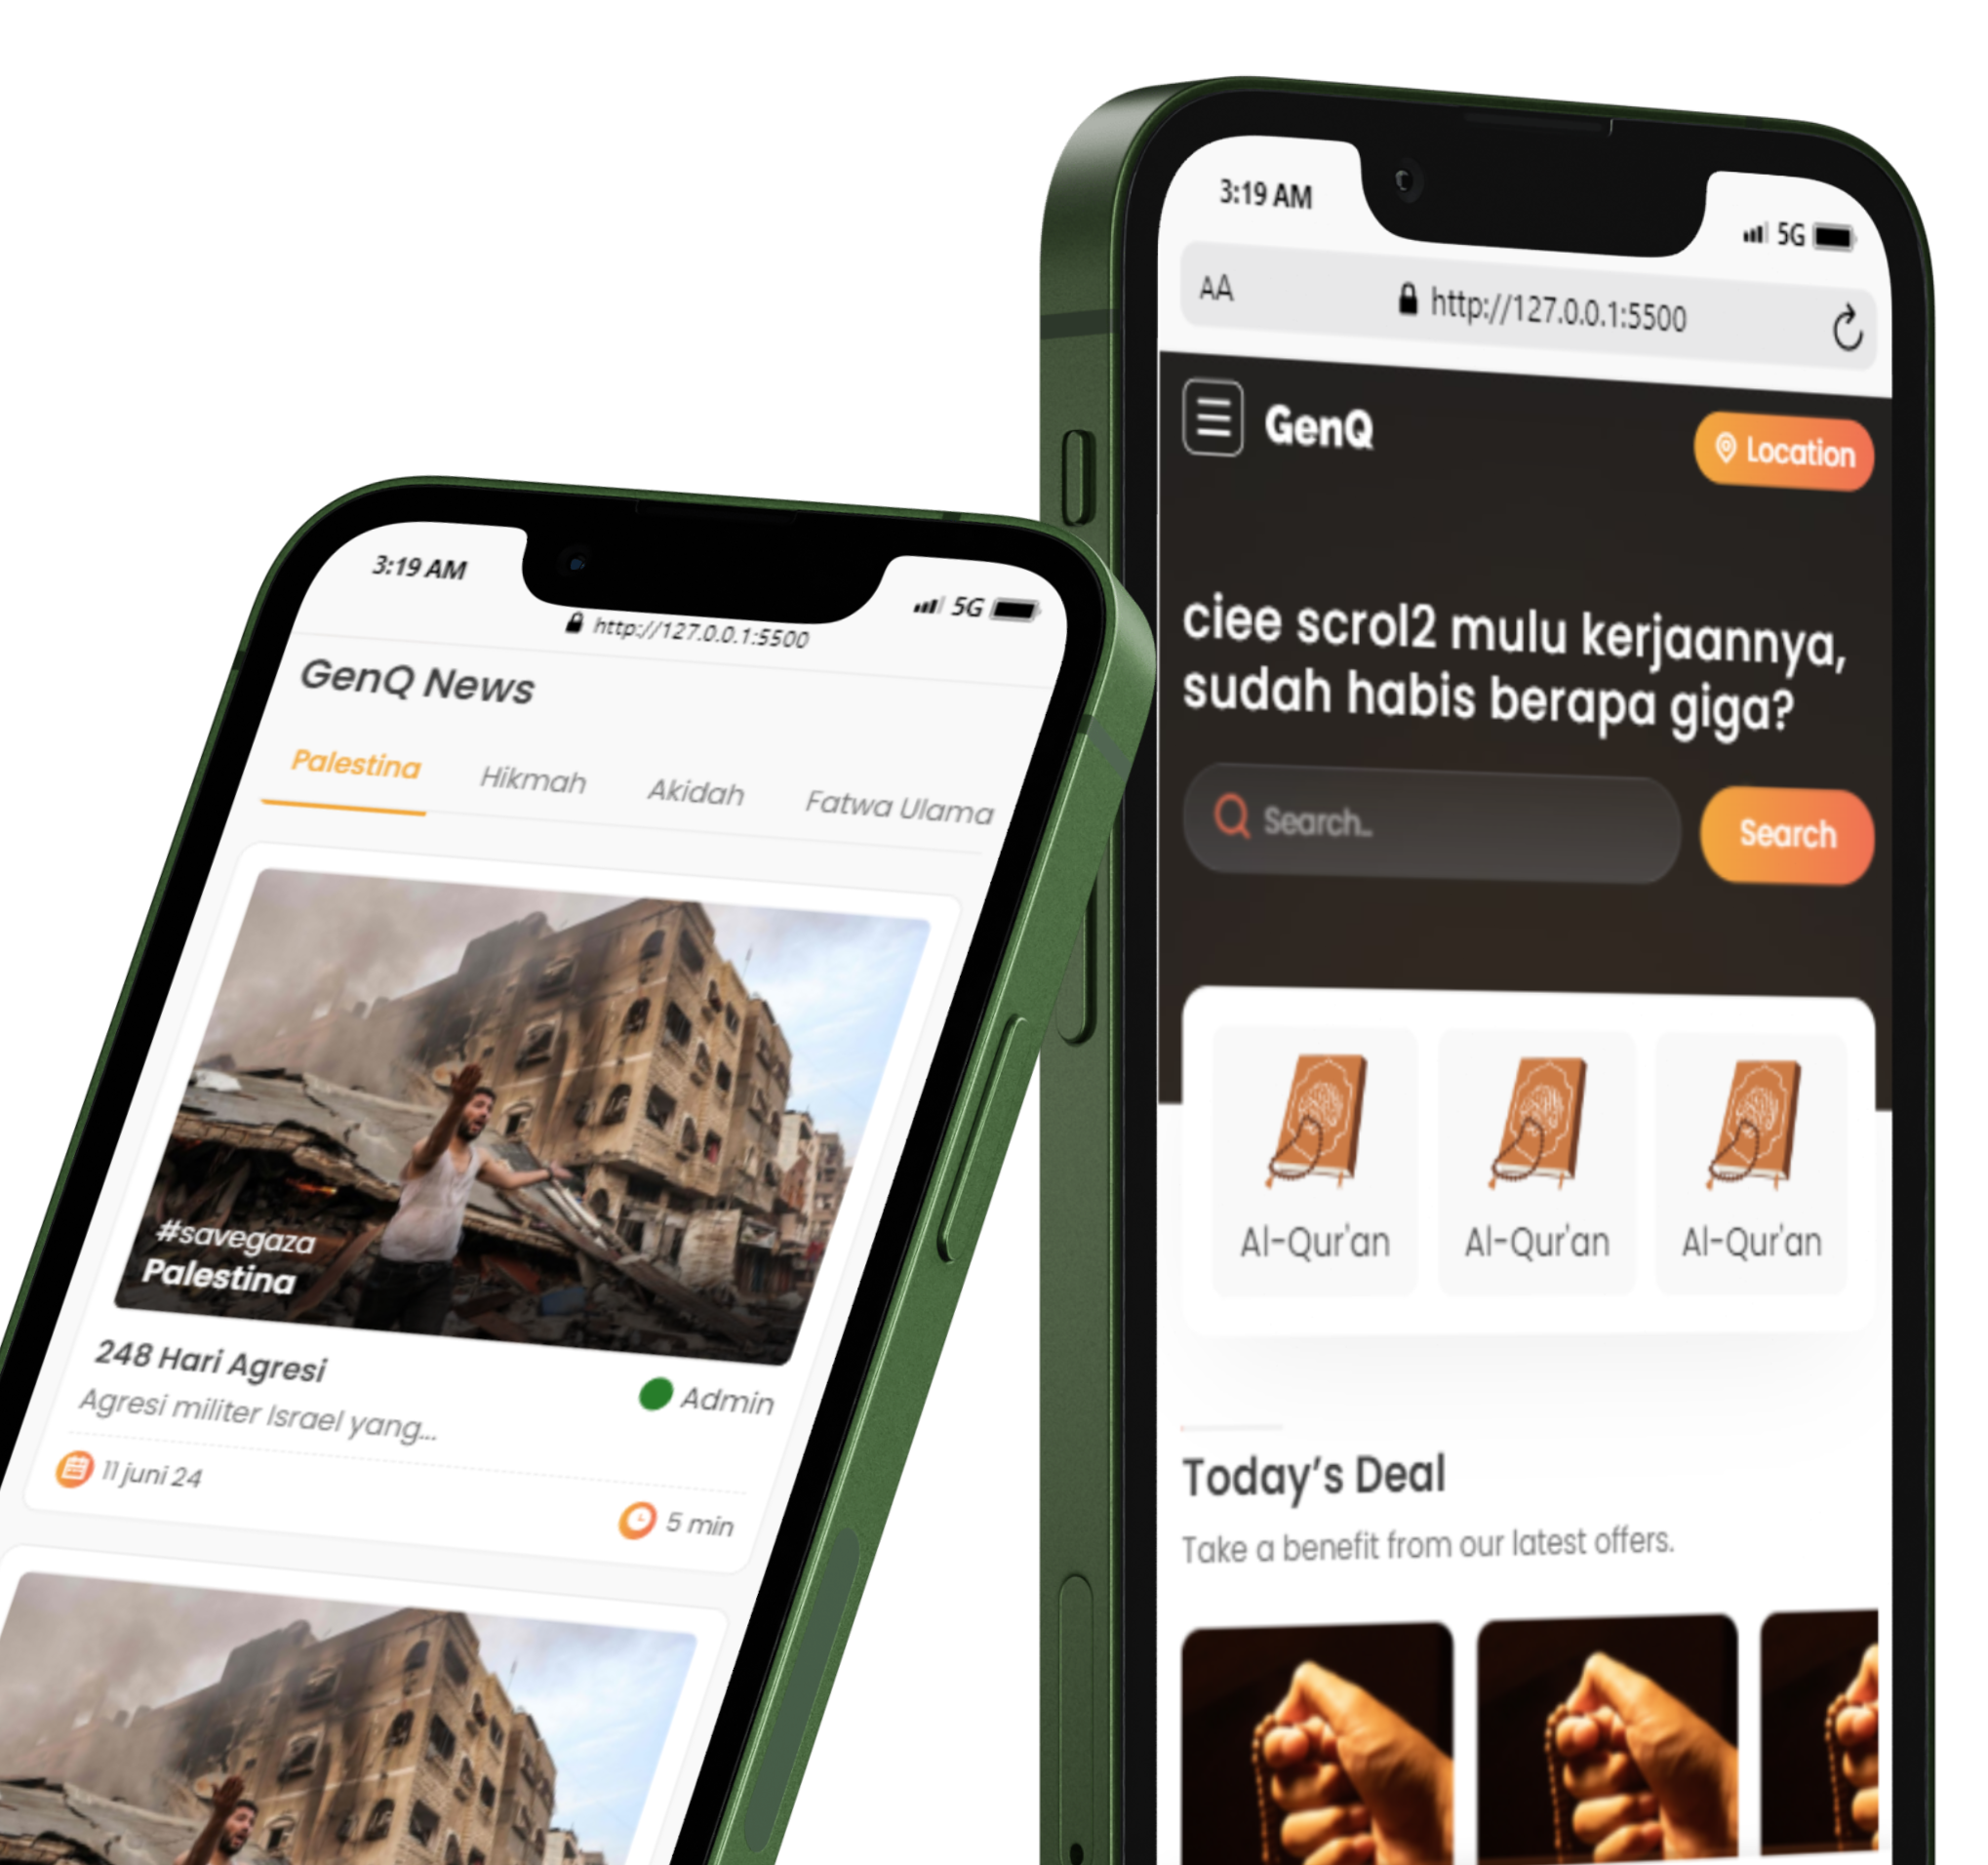 3:19 AM
5G
http://127.0.0.1:5500
GenQ News
Palestina
Hikmah
Akidah
Fatwa Ulama
#savegaza
Palestina
248 Hari Agresi
Admin
Agresi militer Israel yang...
11 juni 24
5 min
3:19 AM
5G
AA
http://127.0.0.1:5500
GenQ
Location
ciee scrol2 mulu kerjaannya,
sudah habis berapa giga?
Search..
Search
Al-Qur'an
Al-Qur'an
Al-Qur'an
Today’s Deal
Take a benefit from our latest offers.